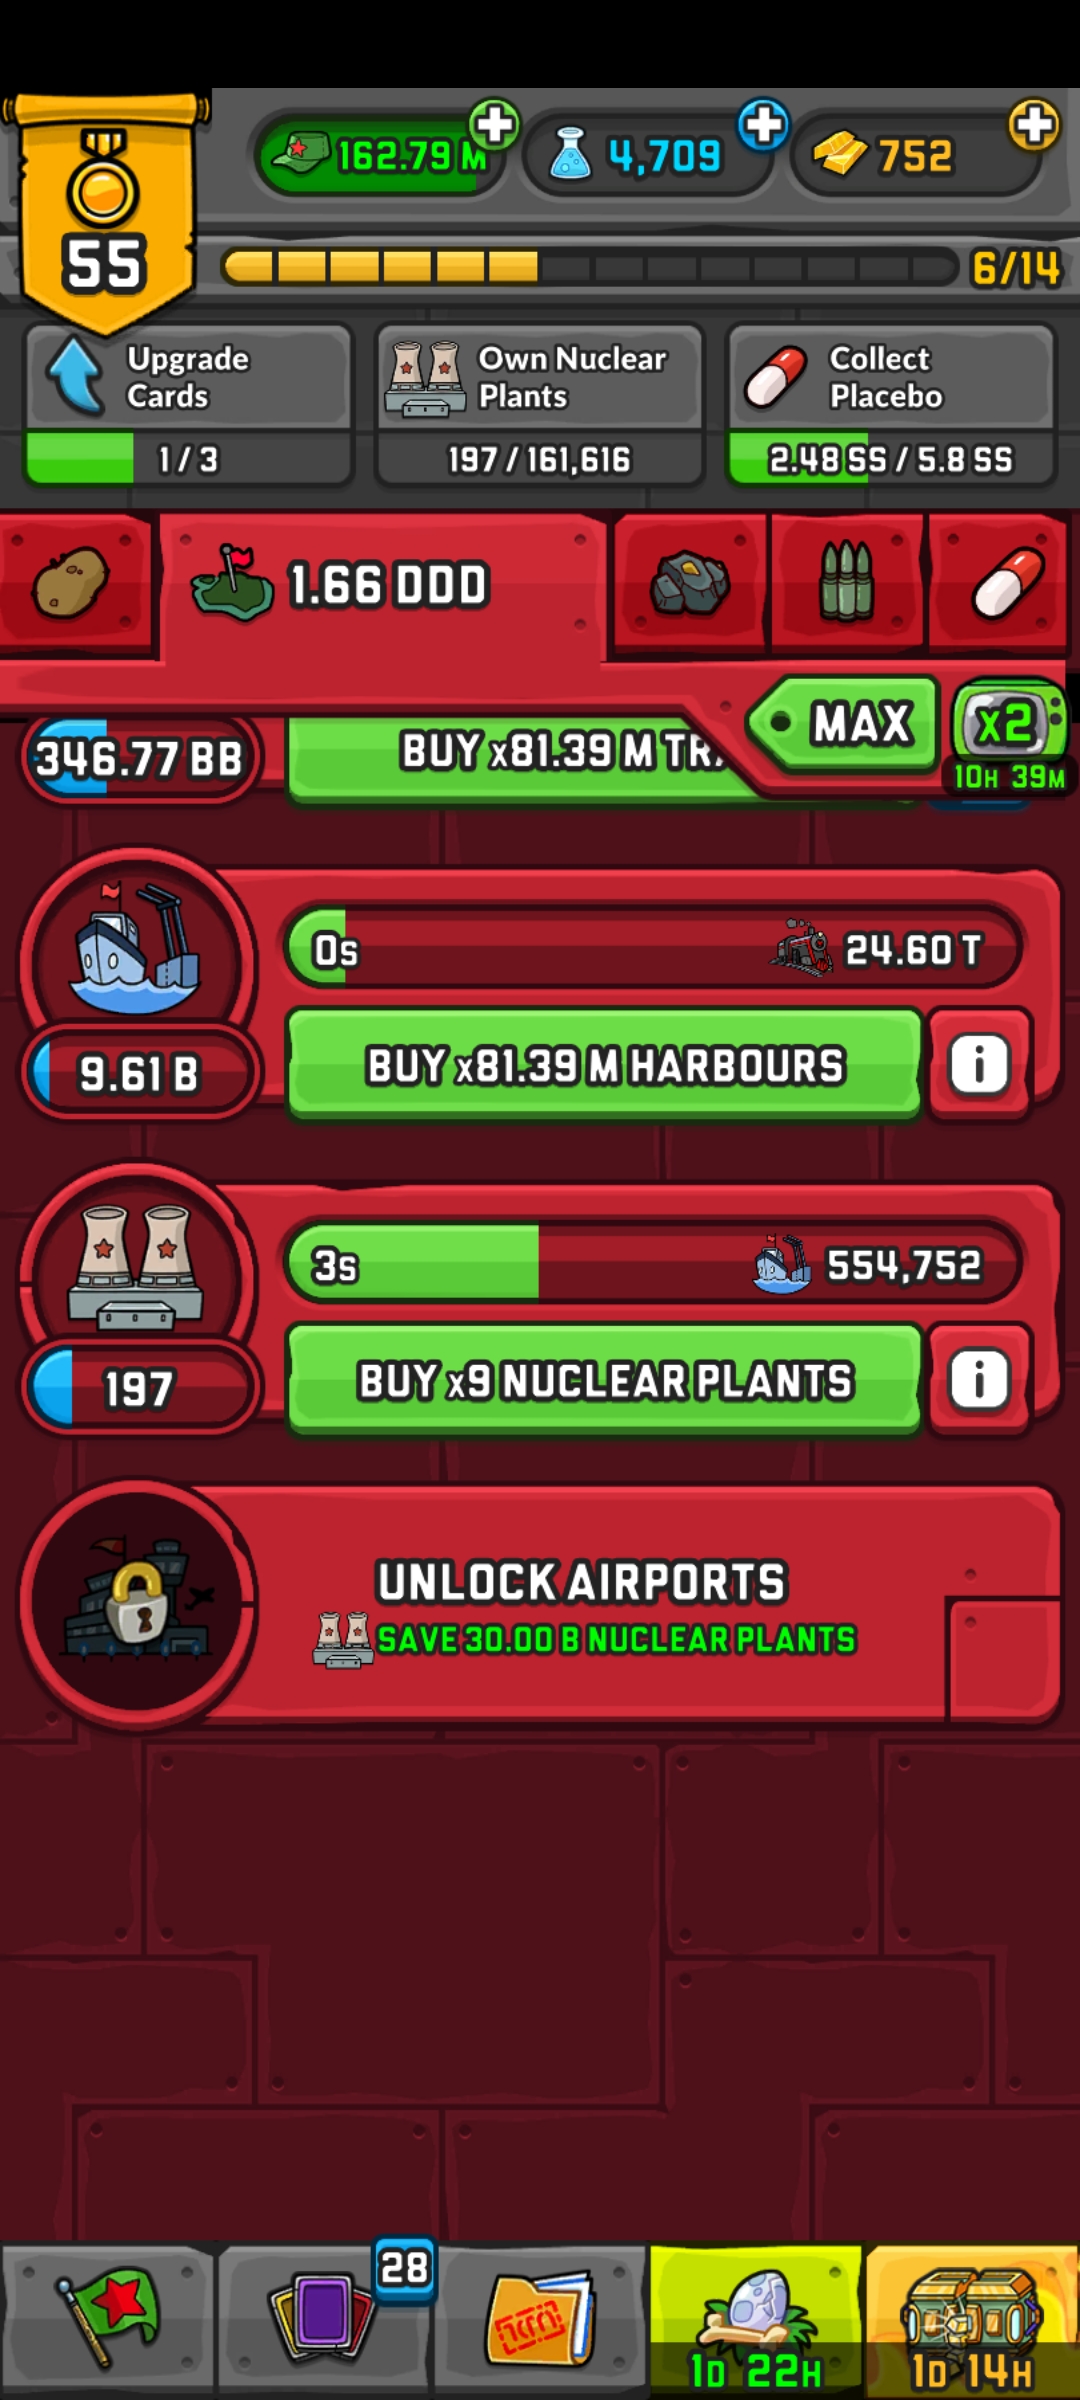 162.79 M
4,709
752
55
6/14
Upgrade
Cards
1 / 3
Own Nuclear
Plants
197 / 161,616
Collect
Placebo
2.48 SS / 5.8 SS
1.66 DDD
MAX
x2
10H 39M
346.77 BB
BUY x81.39 M
0s
24.60 T
9.61 B
BUY x81.39 M HARBOURS
i
3s
554,752
197
BUY x9 NUCLEAR PLANTS
i
UNLOCK AIRPORTS
SAVE 30.00 B NUCLEAR PLANTS
28
1D 22H
1D 14H